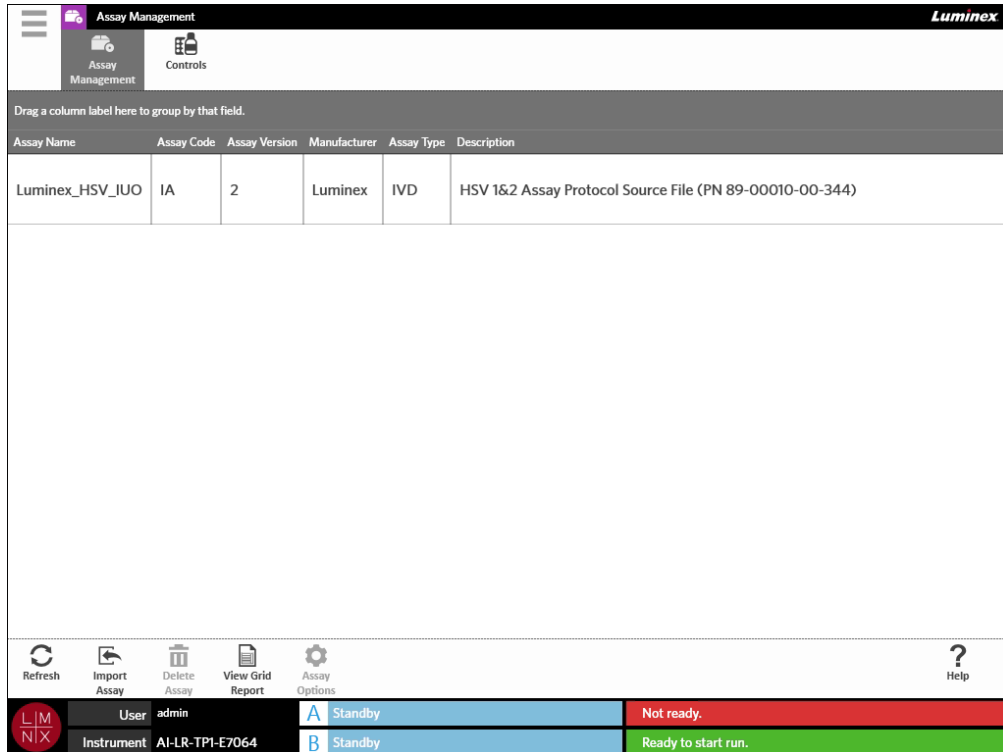 Assay Management
Luminex
Assay Management
Controls
Drag a column label here to group by that field.
Assay Name Assay Code Assay Version Manufacturer Assay Type Description
Luminex_HSV_IUO IA 2 Luminex IVD HSV 1&2 Assay Protocol Source File (PN 89-00010-00-344)
Refresh
Import Assay
Delete Assay
View Grid Report
Assay Options
?
Help
LM
NX
User admin A Standby Not ready.
Instrument AI-LR-TP1-E7064 B Standby Ready to start run.